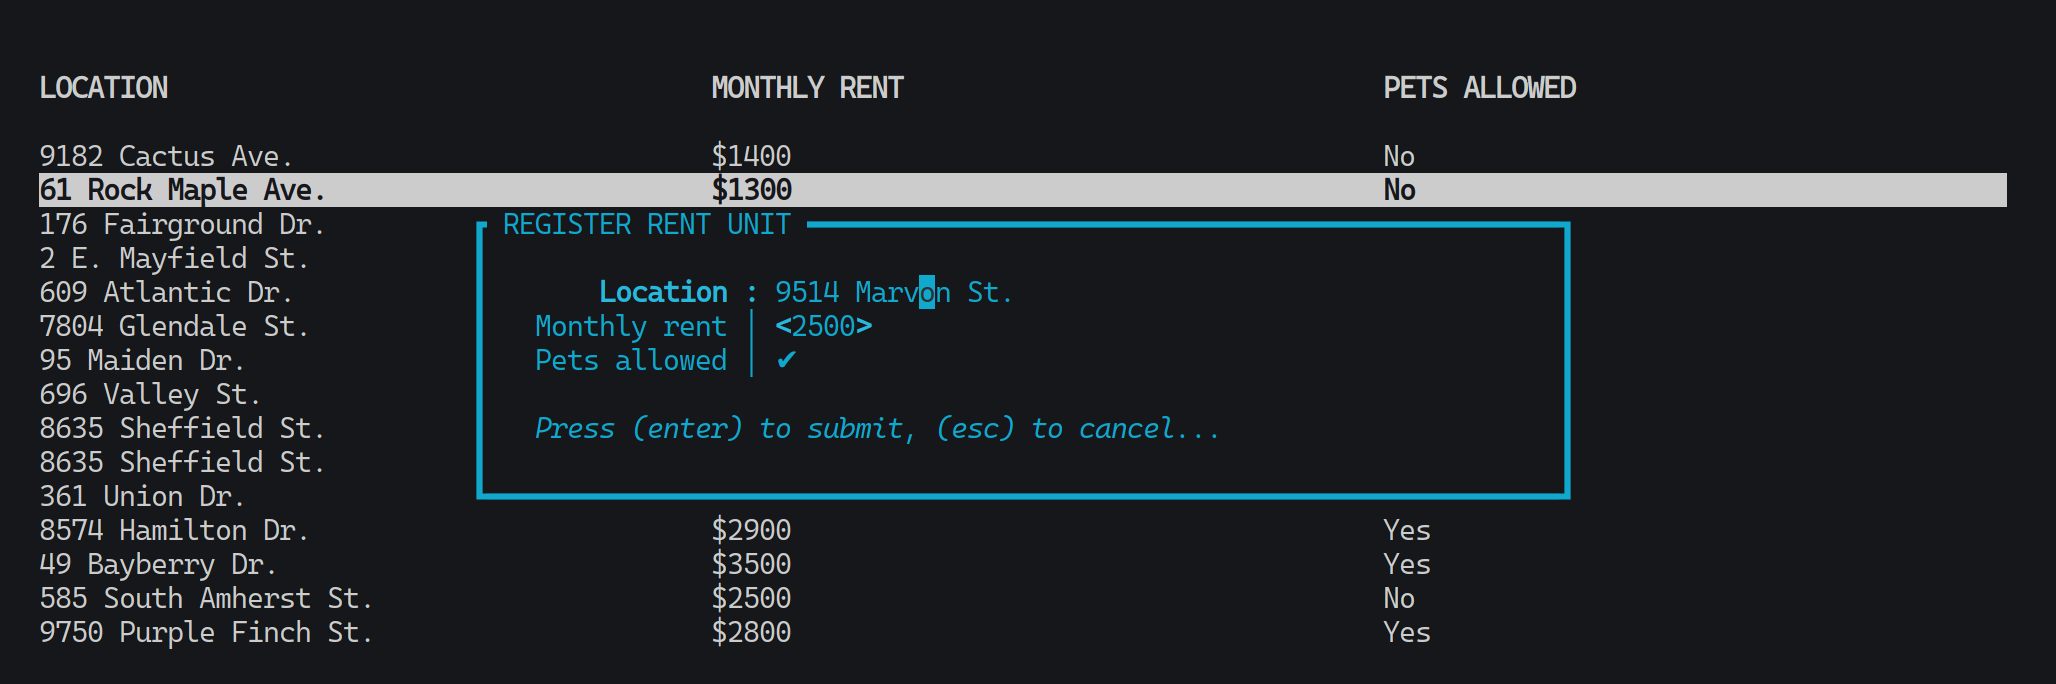 LOCATION MONTHLY RENT PETS ALLOWED
9182 Cactus Ave. $1400 No
61 Rock Maple Ave. $1300 No
176 Fairground Dr.
REGISTER RENT UNIT
2 E. Mayfield St.
609 Atlantic Dr.
Location : 9514 Marvon St.
7804 Glendale St.
Monthly rent │ <2500>
95 Maiden Dr.
Pets allowed │ ✔
696 Valley St.
8635 Sheffield St.
Press (enter) to submit, (esc) to cancel...
8635 Sheffield St.
361 Union Dr.
8574 Hamilton Dr. $2900 Yes
49 Bayberry Dr. $3500 Yes
585 South Amherst St. $2500 No
9750 Purple Finch St. $2800 Yes